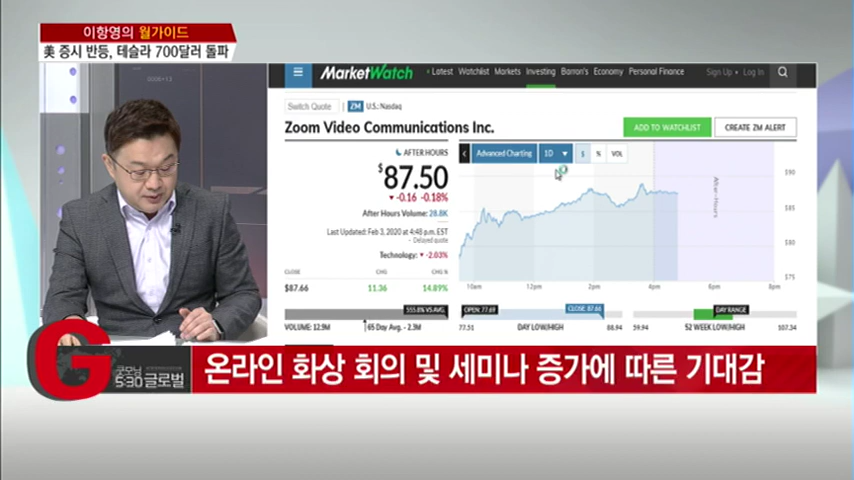 이항영의 월가이드
美 증시 반등, 테슬라 700달러 돌파
MarketWatch
Latest Watchlist Markets Investing Barron's Economy Personal Finance
Sign Up • Log In
Switch Quote
ZM U.S.: Nasdaq
Zoom Video Communications Inc.
ADD TO WATCHLIST
CREATE ZM ALERT
AFTER HOURS
$87.50
-0.16 -0.18%
After Hours Volume: 28.8K
Last Updated: Feb 3, 2020 4:48 p.m. EST
Delayed quote
Technology: -2.03%
CLOSE CHG CHG %
$87.66 11.36 14.89%
Advanced Charting 1D $ % VOL
After-Hours
$90
$85
$80
$75
10am 12pm 2pm 4pm 6pm 8pm
555.8% VS AVG.
VOLUME: 12.9M 65 Day Avg. - 2.3M
OPEN: 77.69 CLOSE: 87.66
77.51 DAY LOW/HIGH 88.94
DAY RANGE
59.94 52 WEEK LOW/HIGH 107.34
G
굿모닝
5:30 글로벌
온라인 화상 회의 및 세미나 증가에 따른 기대감